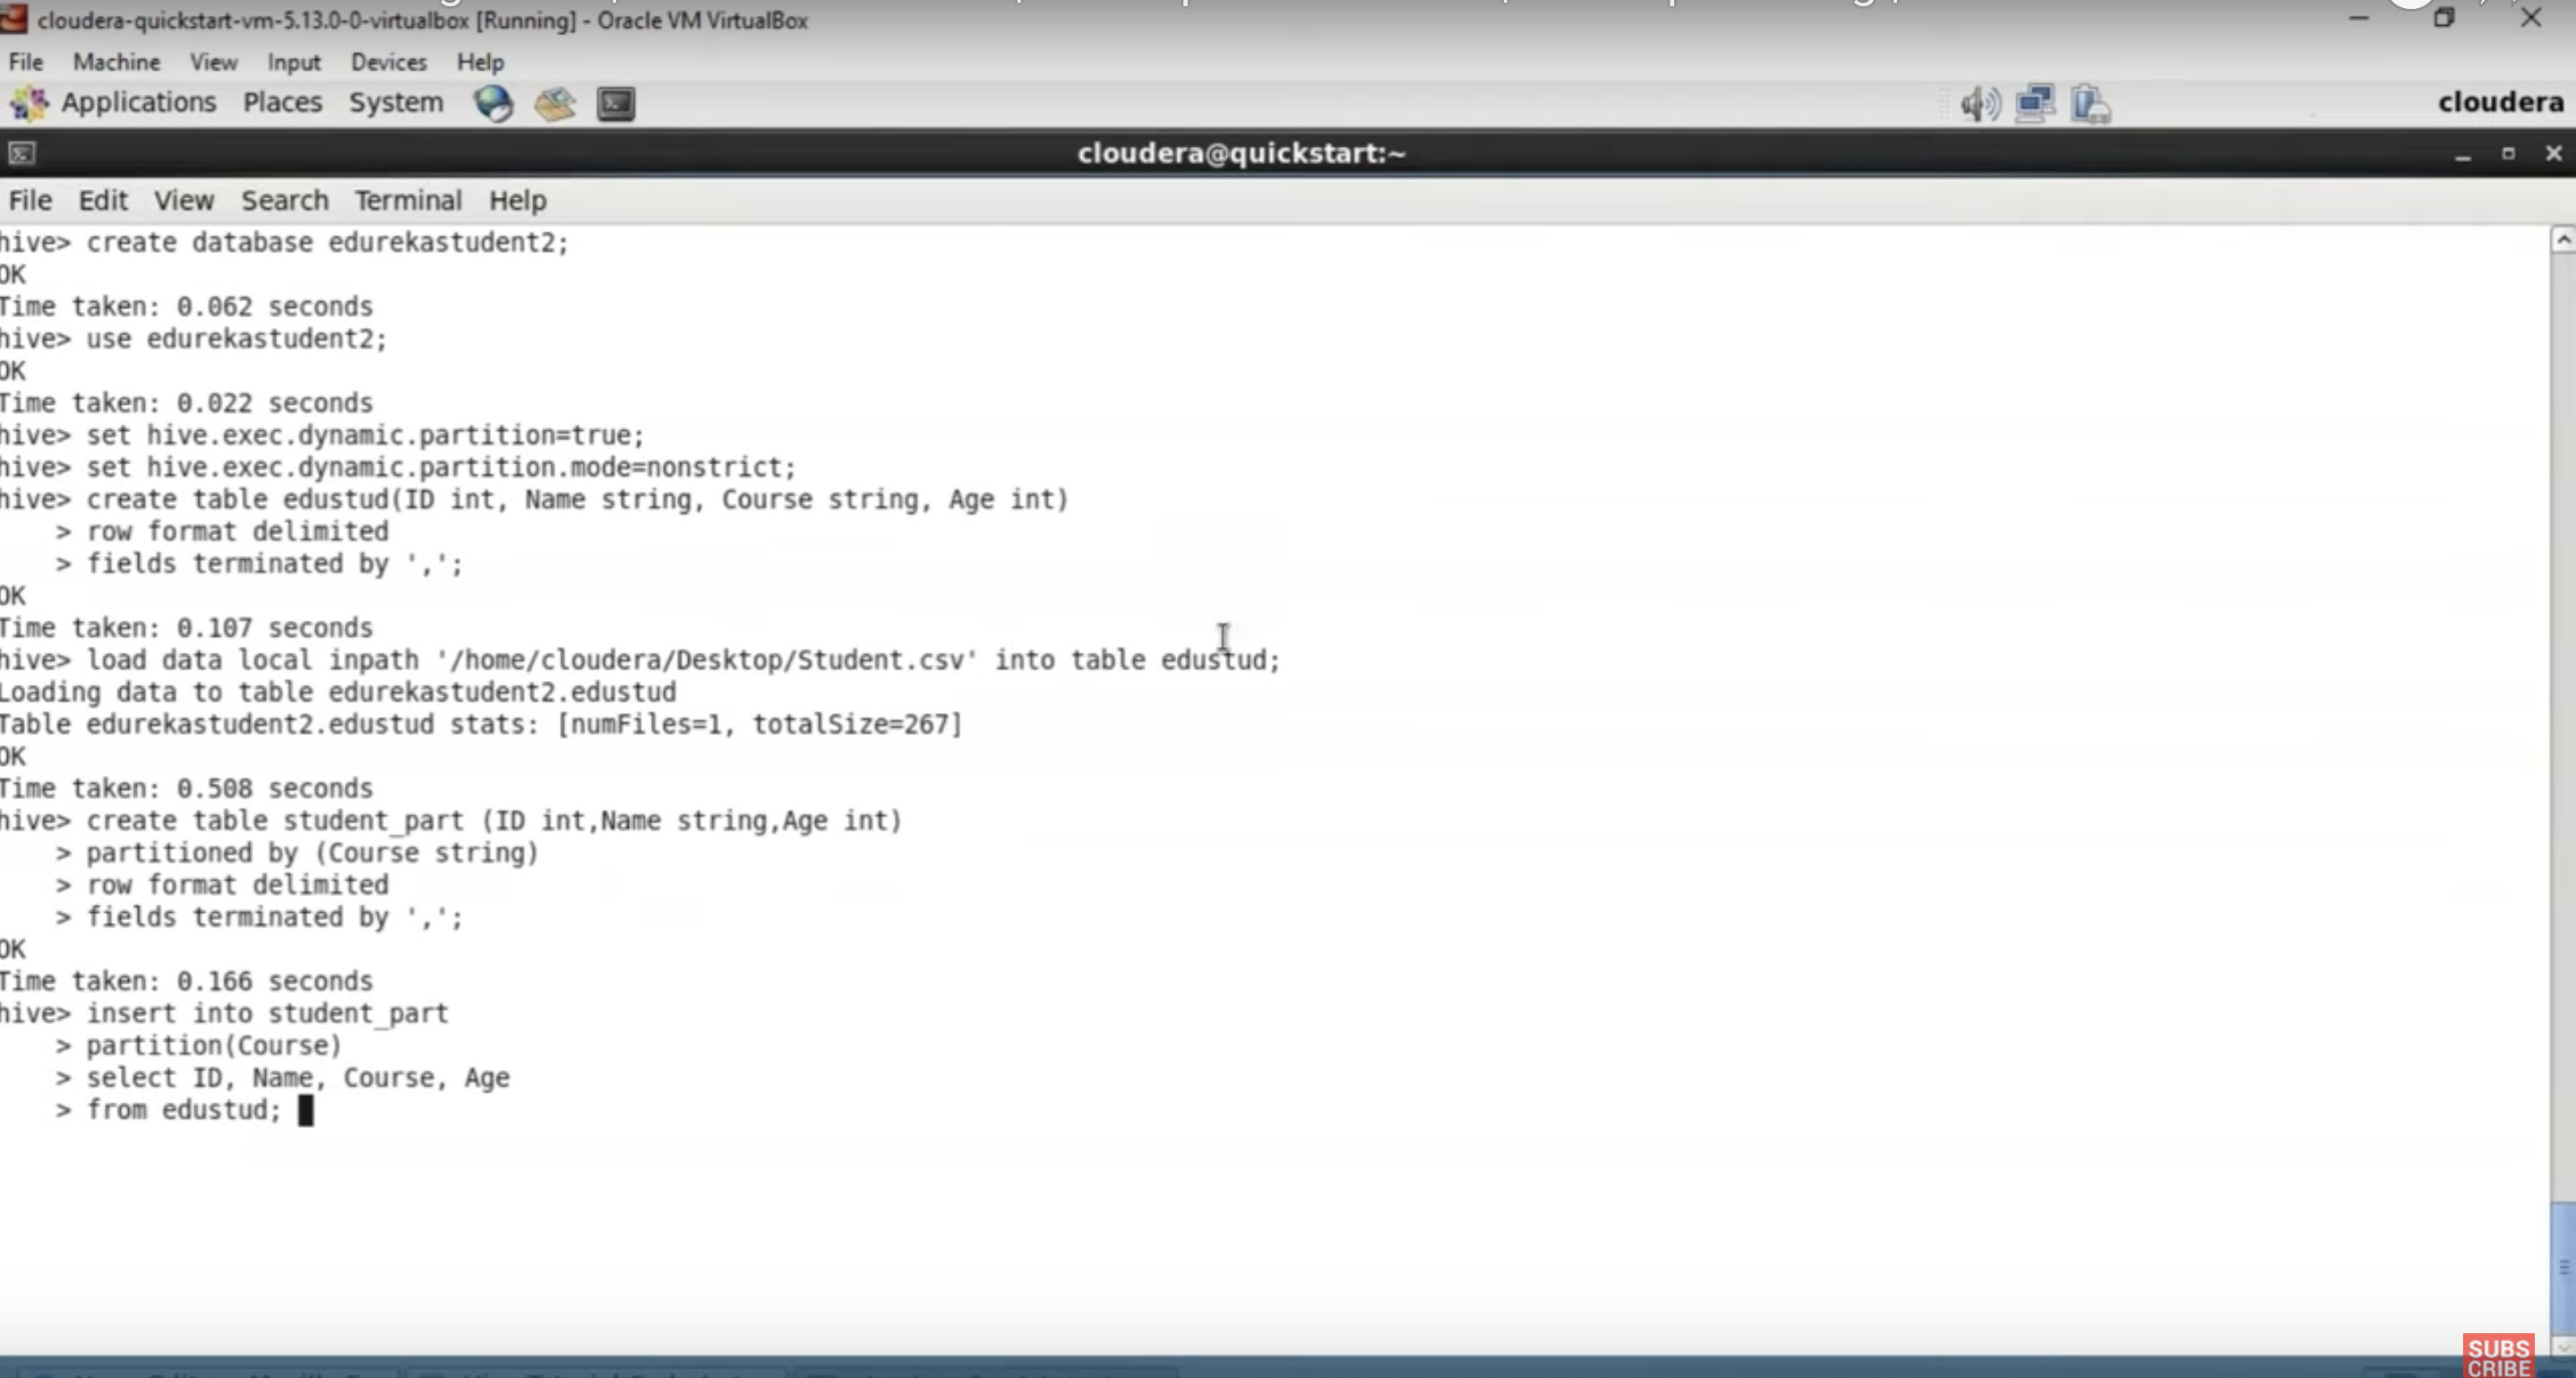 cloudera-quickstart-vm-5.13.0-0-virtualbox [Running] - Oracle VM VirtualBox
File Machine View Input Devices Help
Applications Places System cloudera
cloudera@quickstart:~
File Edit View Search Terminal Help
hive> create database edurekastudent2;
OK
Time taken: 0.062 seconds
hive> use edurekastudent2;
OK
Time taken: 0.022 seconds
hive> set hive.exec.dynamic.partition=true;
hive> set hive.exec.dynamic.partition.mode=nonstrict;
hive> create table edustud(ID int, Name string, Course string, Age int)
> row format delimited
> fields terminated by ',';
OK
Time taken: 0.107 seconds
hive> load data local inpath '/home/cloudera/Desktop/Student.csv' into table edustud;
Loading data to table edurekastudent2.edustud
Table edurekastudent2.edustud stats: [numFiles=1, totalSize=267]
OK
Time taken: 0.508 seconds
hive> create table student_part (ID int,Name string,Age int)
> partitioned by (Course string)
> row format delimited
> fields terminated by ',';
OK
Time taken: 0.166 seconds
hive> insert into student_part
> partition(Course)
> select ID, Name, Course, Age
> from edustud;
SUBS
CRIBE